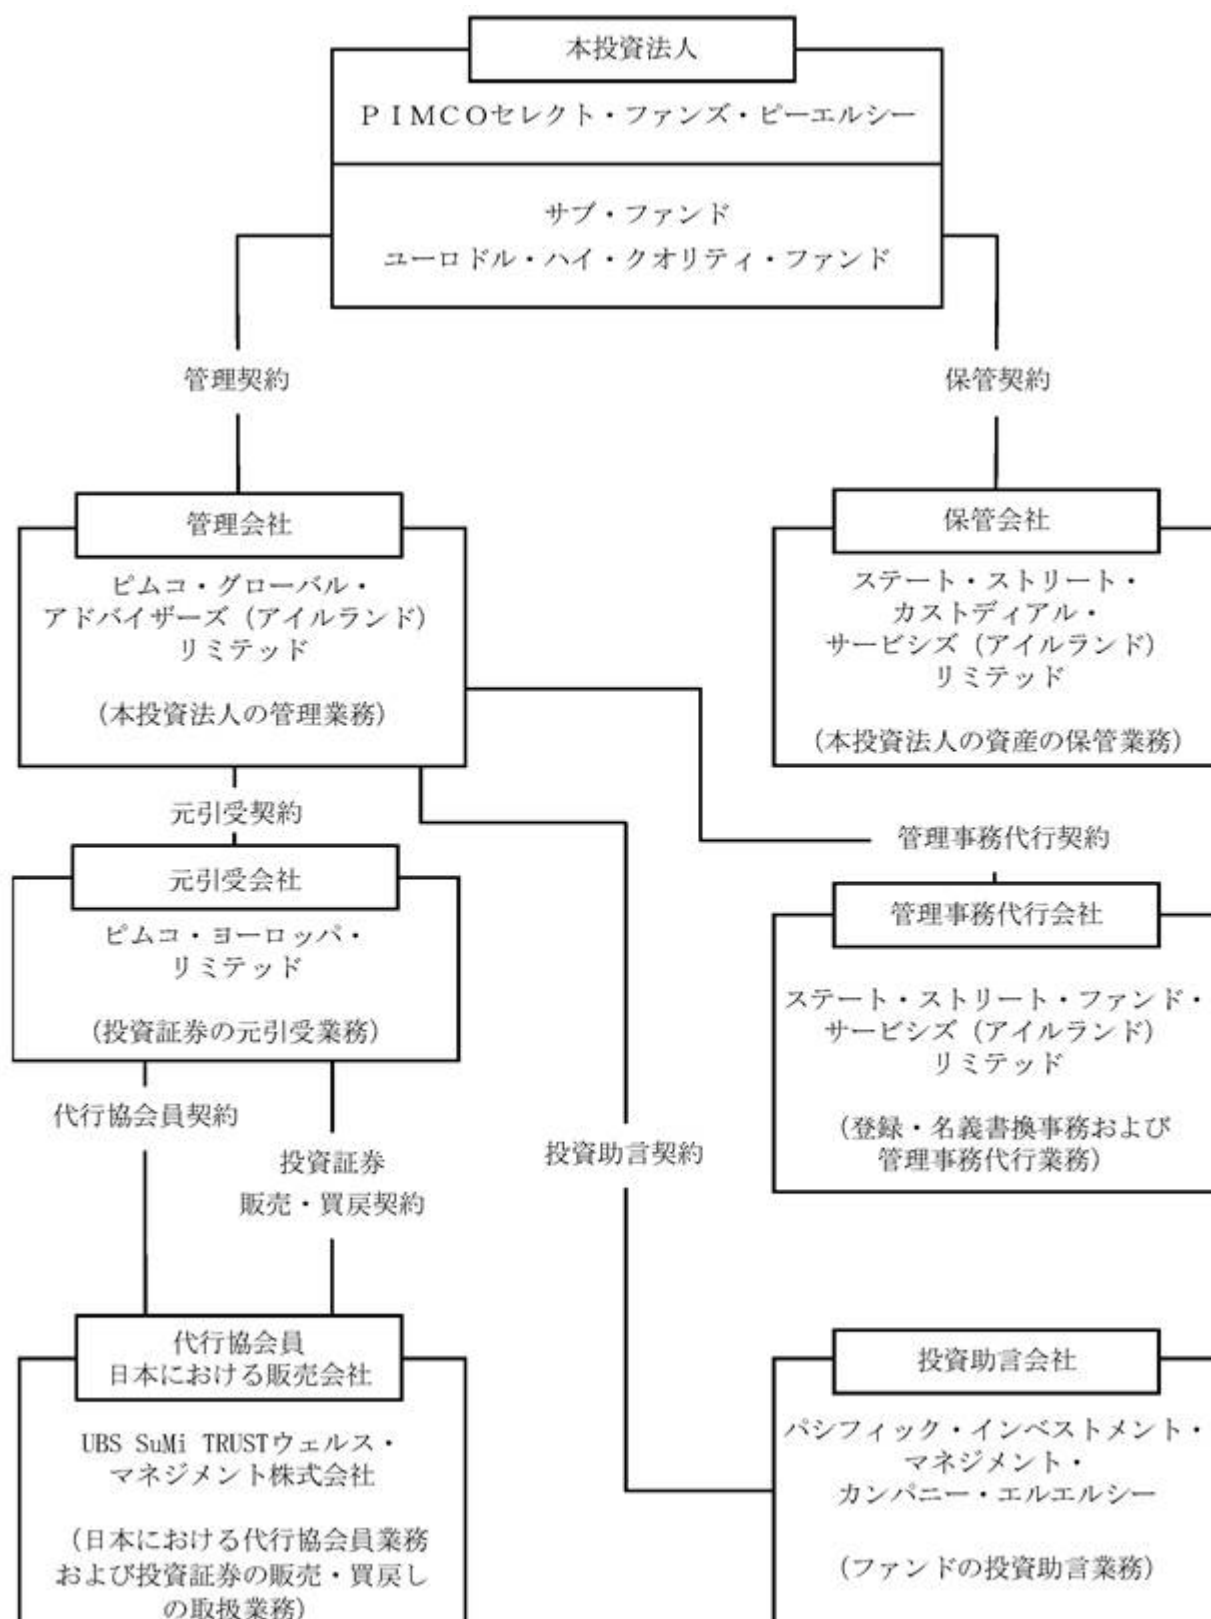 本投資法人
ＰＩＭＣＯセレクト・ファンズ・ピーエルシー
サブ・ファンド
ユーロドル・ハイ・クオリティ・ファンド
管理契約
保管契約
管理会社
ピムコ・グローバル・
アドバイザーズ（アイルランド）
リミテッド
（本投資法人の管理業務）
保管会社
ステート・ストリート・
カストディアル・
サービシズ（アイルランド）
リミテッド
（本投資法人の資産の保管業務）
元引受契約
管理事務代行契約
元引受会社
ピムコ・ヨーロッパ・
リミテッド
（投資証券の元引受業務）
管理事務代行会社
ステート・ストリート・ファンド・
サービシズ（アイルランド）
リミテッド
（登録・名義書換事務および
管理事務代行業務）
代行協会員契約
投資証券
販売・買戻契約
投資助言契約
代行協会員
日本における販売会社
UBS SuMi TRUSTウェルス・
マネジメント株式会社
（日本における代行協会員業務
および投資証券の販売・買戻し
の取扱業務）
投資助言会社
パシフィック・インベストメント・
マネジメント・
カンパニー・エルエルシー
（ファンドの投資助言業務）